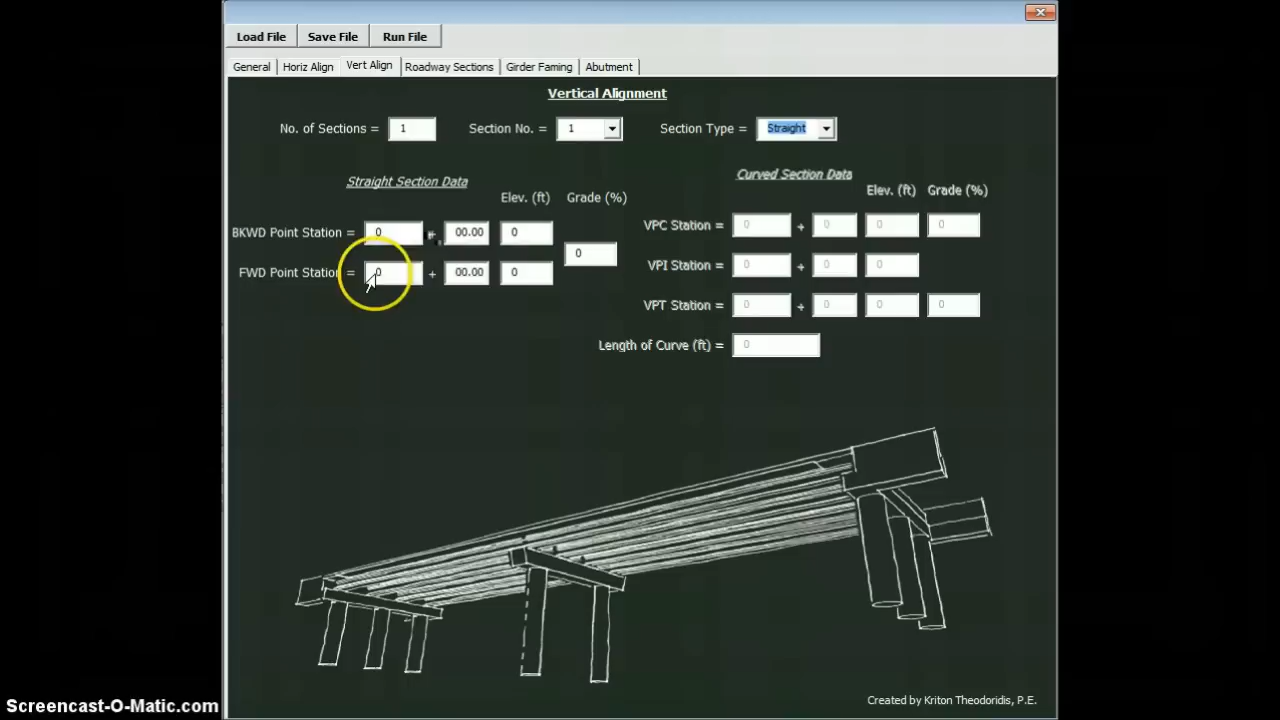 Load File Save File Run File
General Horiz Align Vert Align Roadway Sections Girder Faming Abutment
Vertical Alignment
No. of Sections = 1 Section No. = 1 Section Type = Straight
Straight Section Data
Elev. (ft) Grade (%)
BKWD Point Station = 0 + 00.00 0
0
FWD Point Station = 0 + 00.00 0
Curved Section Data
Elev. (ft) Grade (%)
VPC Station = 0 + 0 0 0
VPI Station = 0 + 0 0
VPT Station = 0 + 0 0 0
Length of Curve (ft) = 0
Created by Kriton Theodoridis, P.E.
Screencast-O-Matic.com